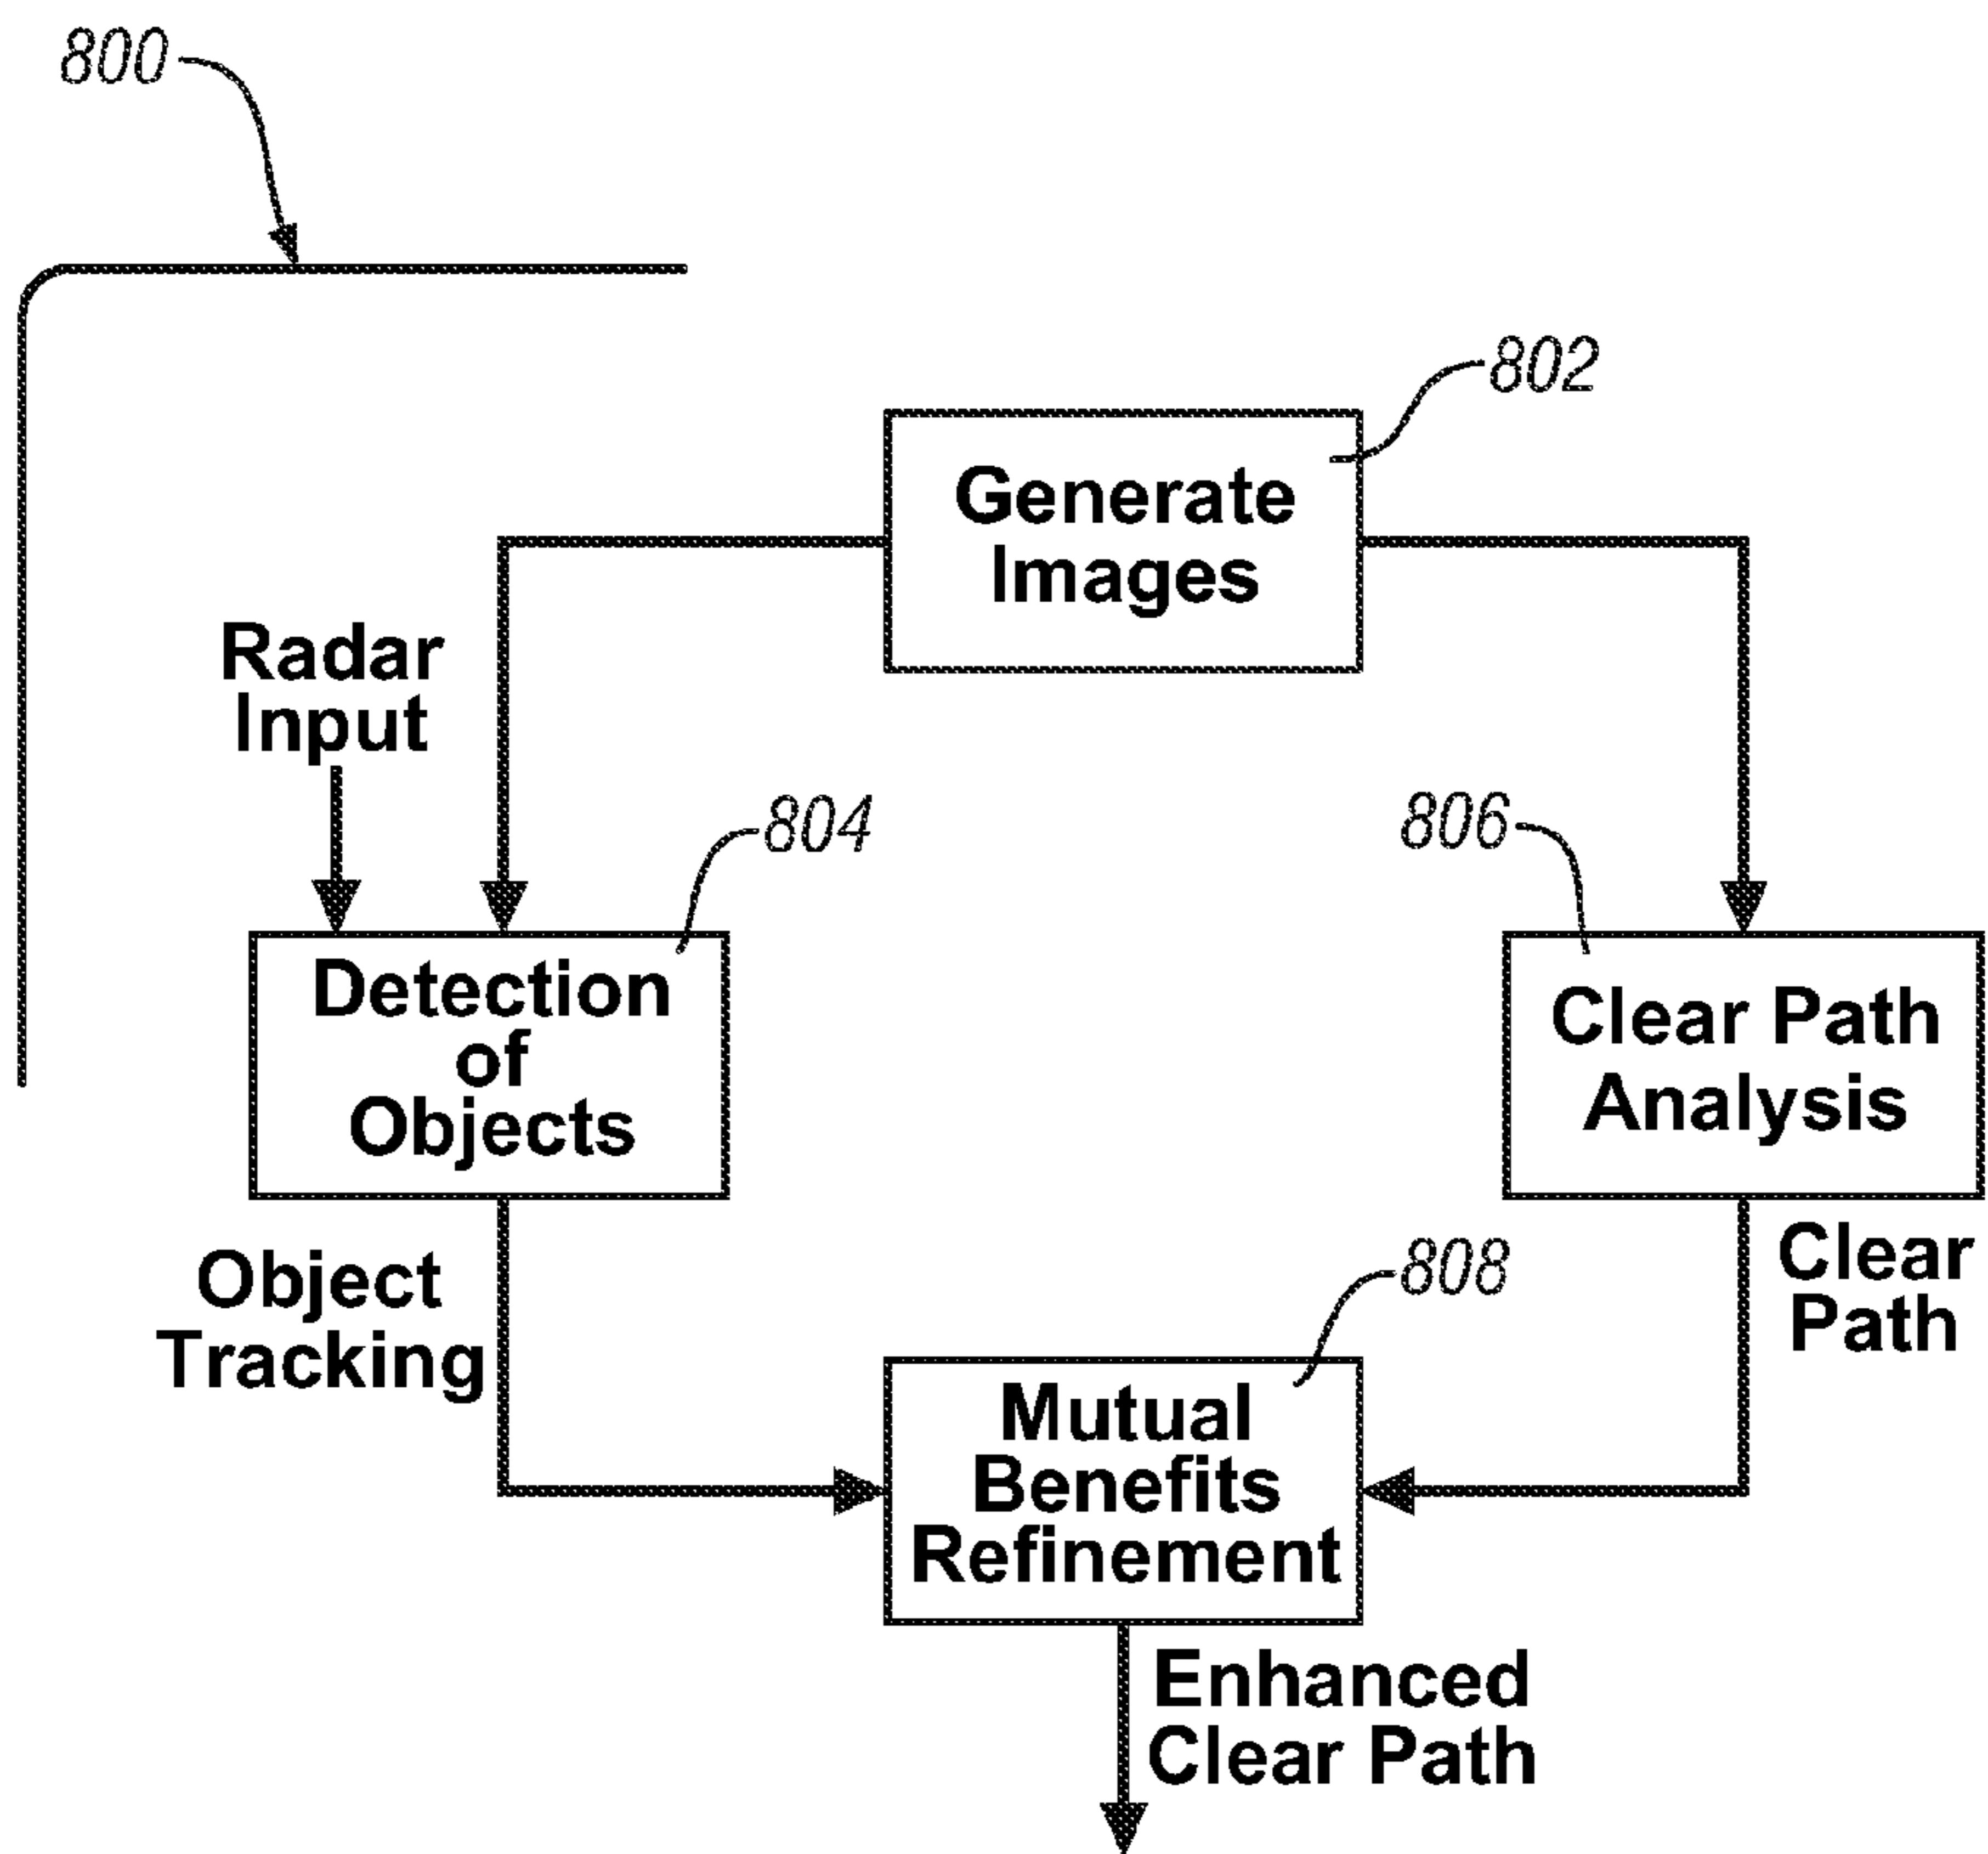 800
802
Generate
Images
Radar
Input
804
806
Detection
of
Objects
Clear Path
Analysis
Object
Tracking
808
Clear
Path
Mutual
Benefits
Refinement
Enhanced
Clear Path